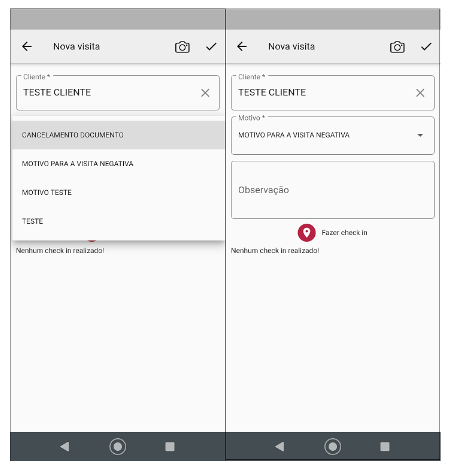 Nova visita
Cliente *
TESTE CLIENTE
CANCELAMENTO DOCUMENTO
MOTIVO PARA A VISITA NEGATIVA
MOTIVO TESTE
TESTE
Nenhum check in realizado!
Nova visita
Cliente *
TESTE CLIENTE
Motivo *
MOTIVO PARA A VISITA NEGATIVA
Observação
Fazer check in
Nenhum check in realizado!